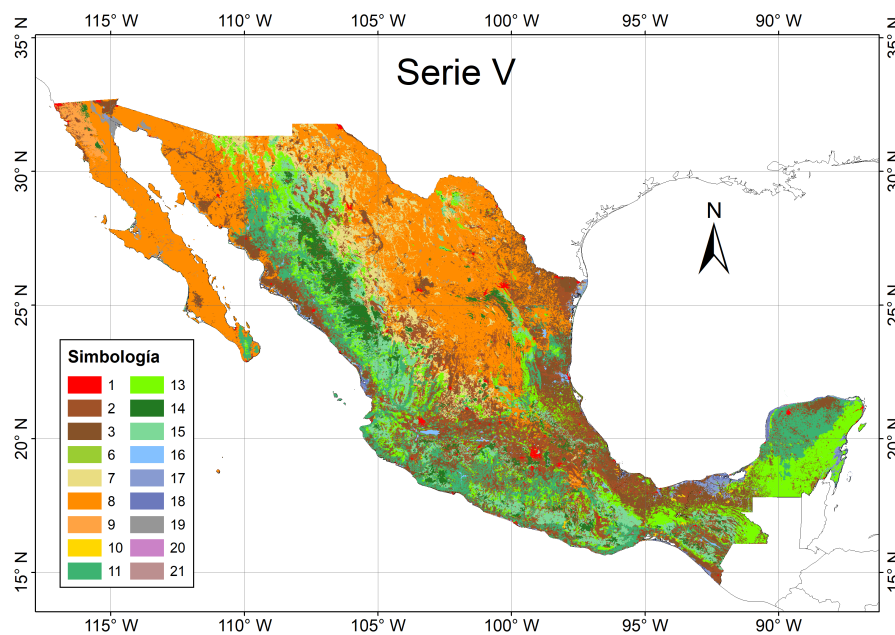 115° W 110° W 105° W 100° W 95° W 90° W
35° N 35° N
Serie V
N
30° N 30° N
25° N 25° N
Simbología
1 13
2 14
3 15
6 16
7 17
8 18
9 19
10 20
11 21
20° N 20° N
15° N 15° N
115° W 110° W 105° W 100° W 95° W 90° W